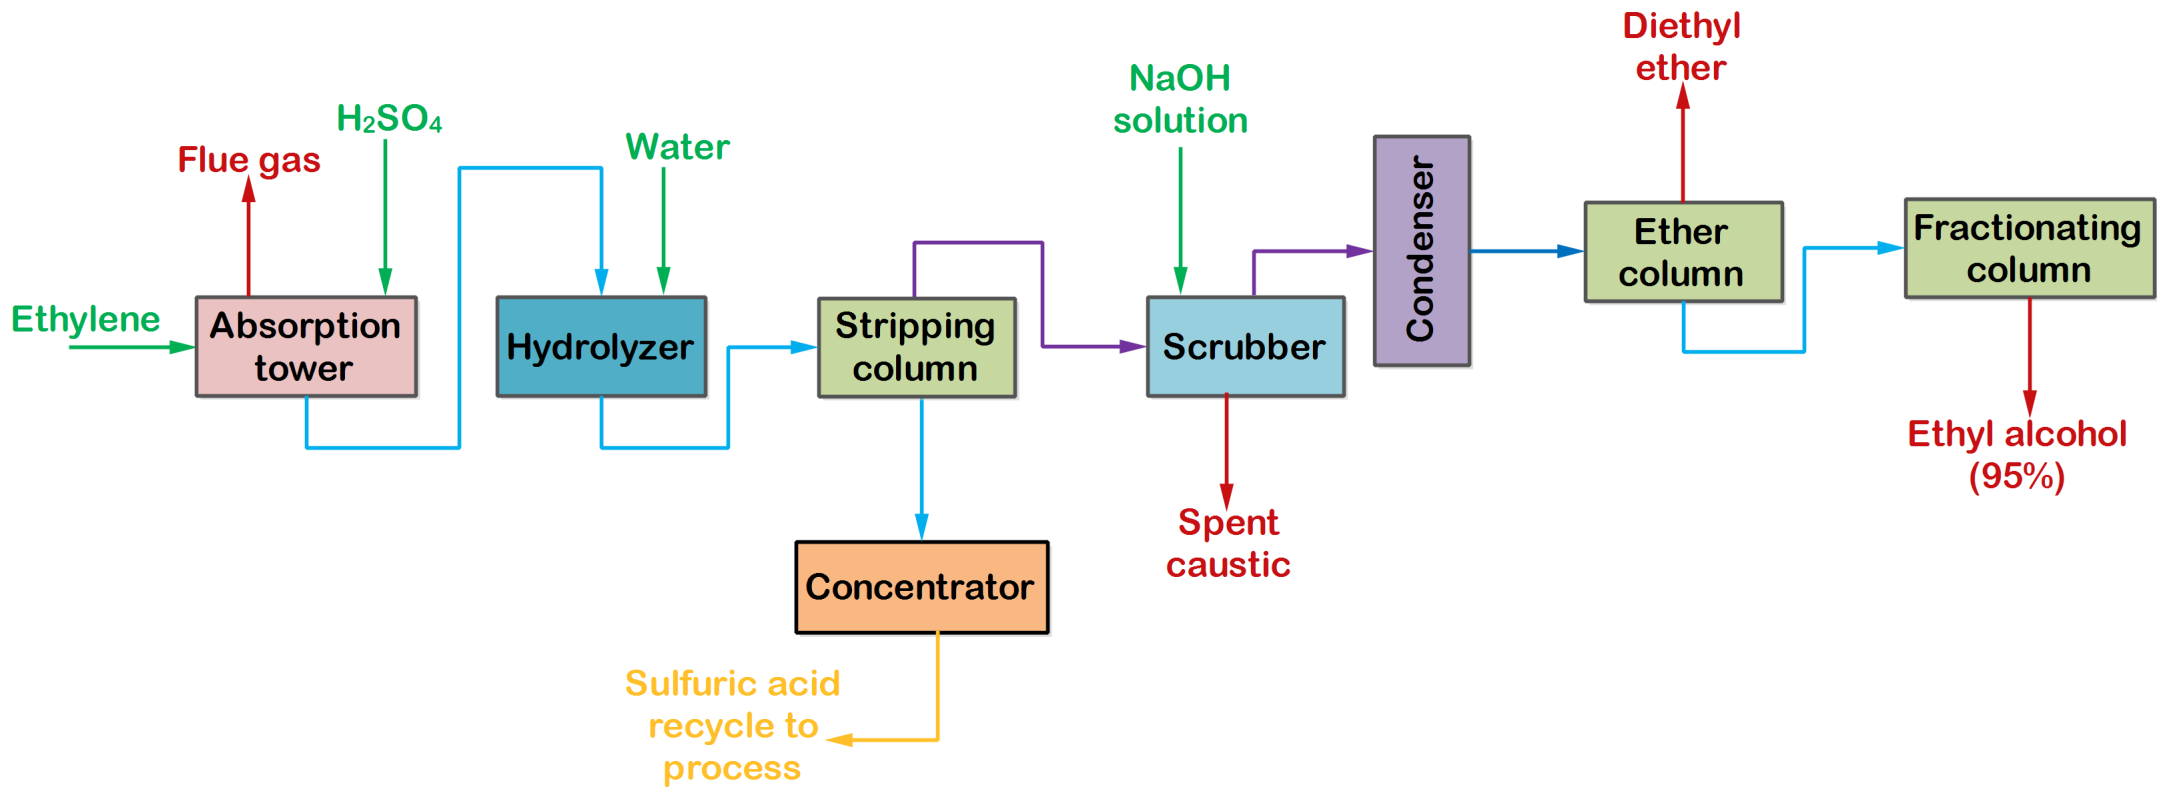 Diethyl
ether
NaOH
solution
H₂SO₄
Flue gas
Water
Condenser
Ethylene
Absorption
tower
Hydrolyzer
Stripping
column
Scrubber
Ether
column
Fractionating
column
Ethyl alcohol
(95%)
Spent
caustic
Concentrator
Sulfuric acid
recycle to
process